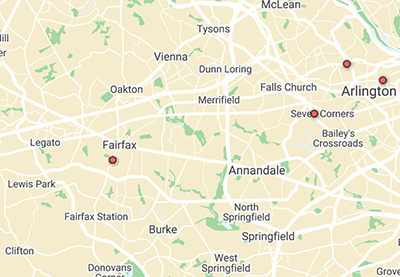 McLean
Tysons
Vienna
Dunn Loring
Oakton
Falls Church
Arlington
Merrifield
Seven Corners
Bailey's
Crossroads
Legato
Fairfax
Annandale
Lewis Park
North
Springfield
Fairfax Station
Burke
Springfield
Clifton
West
Springfield
Donovans
Corner